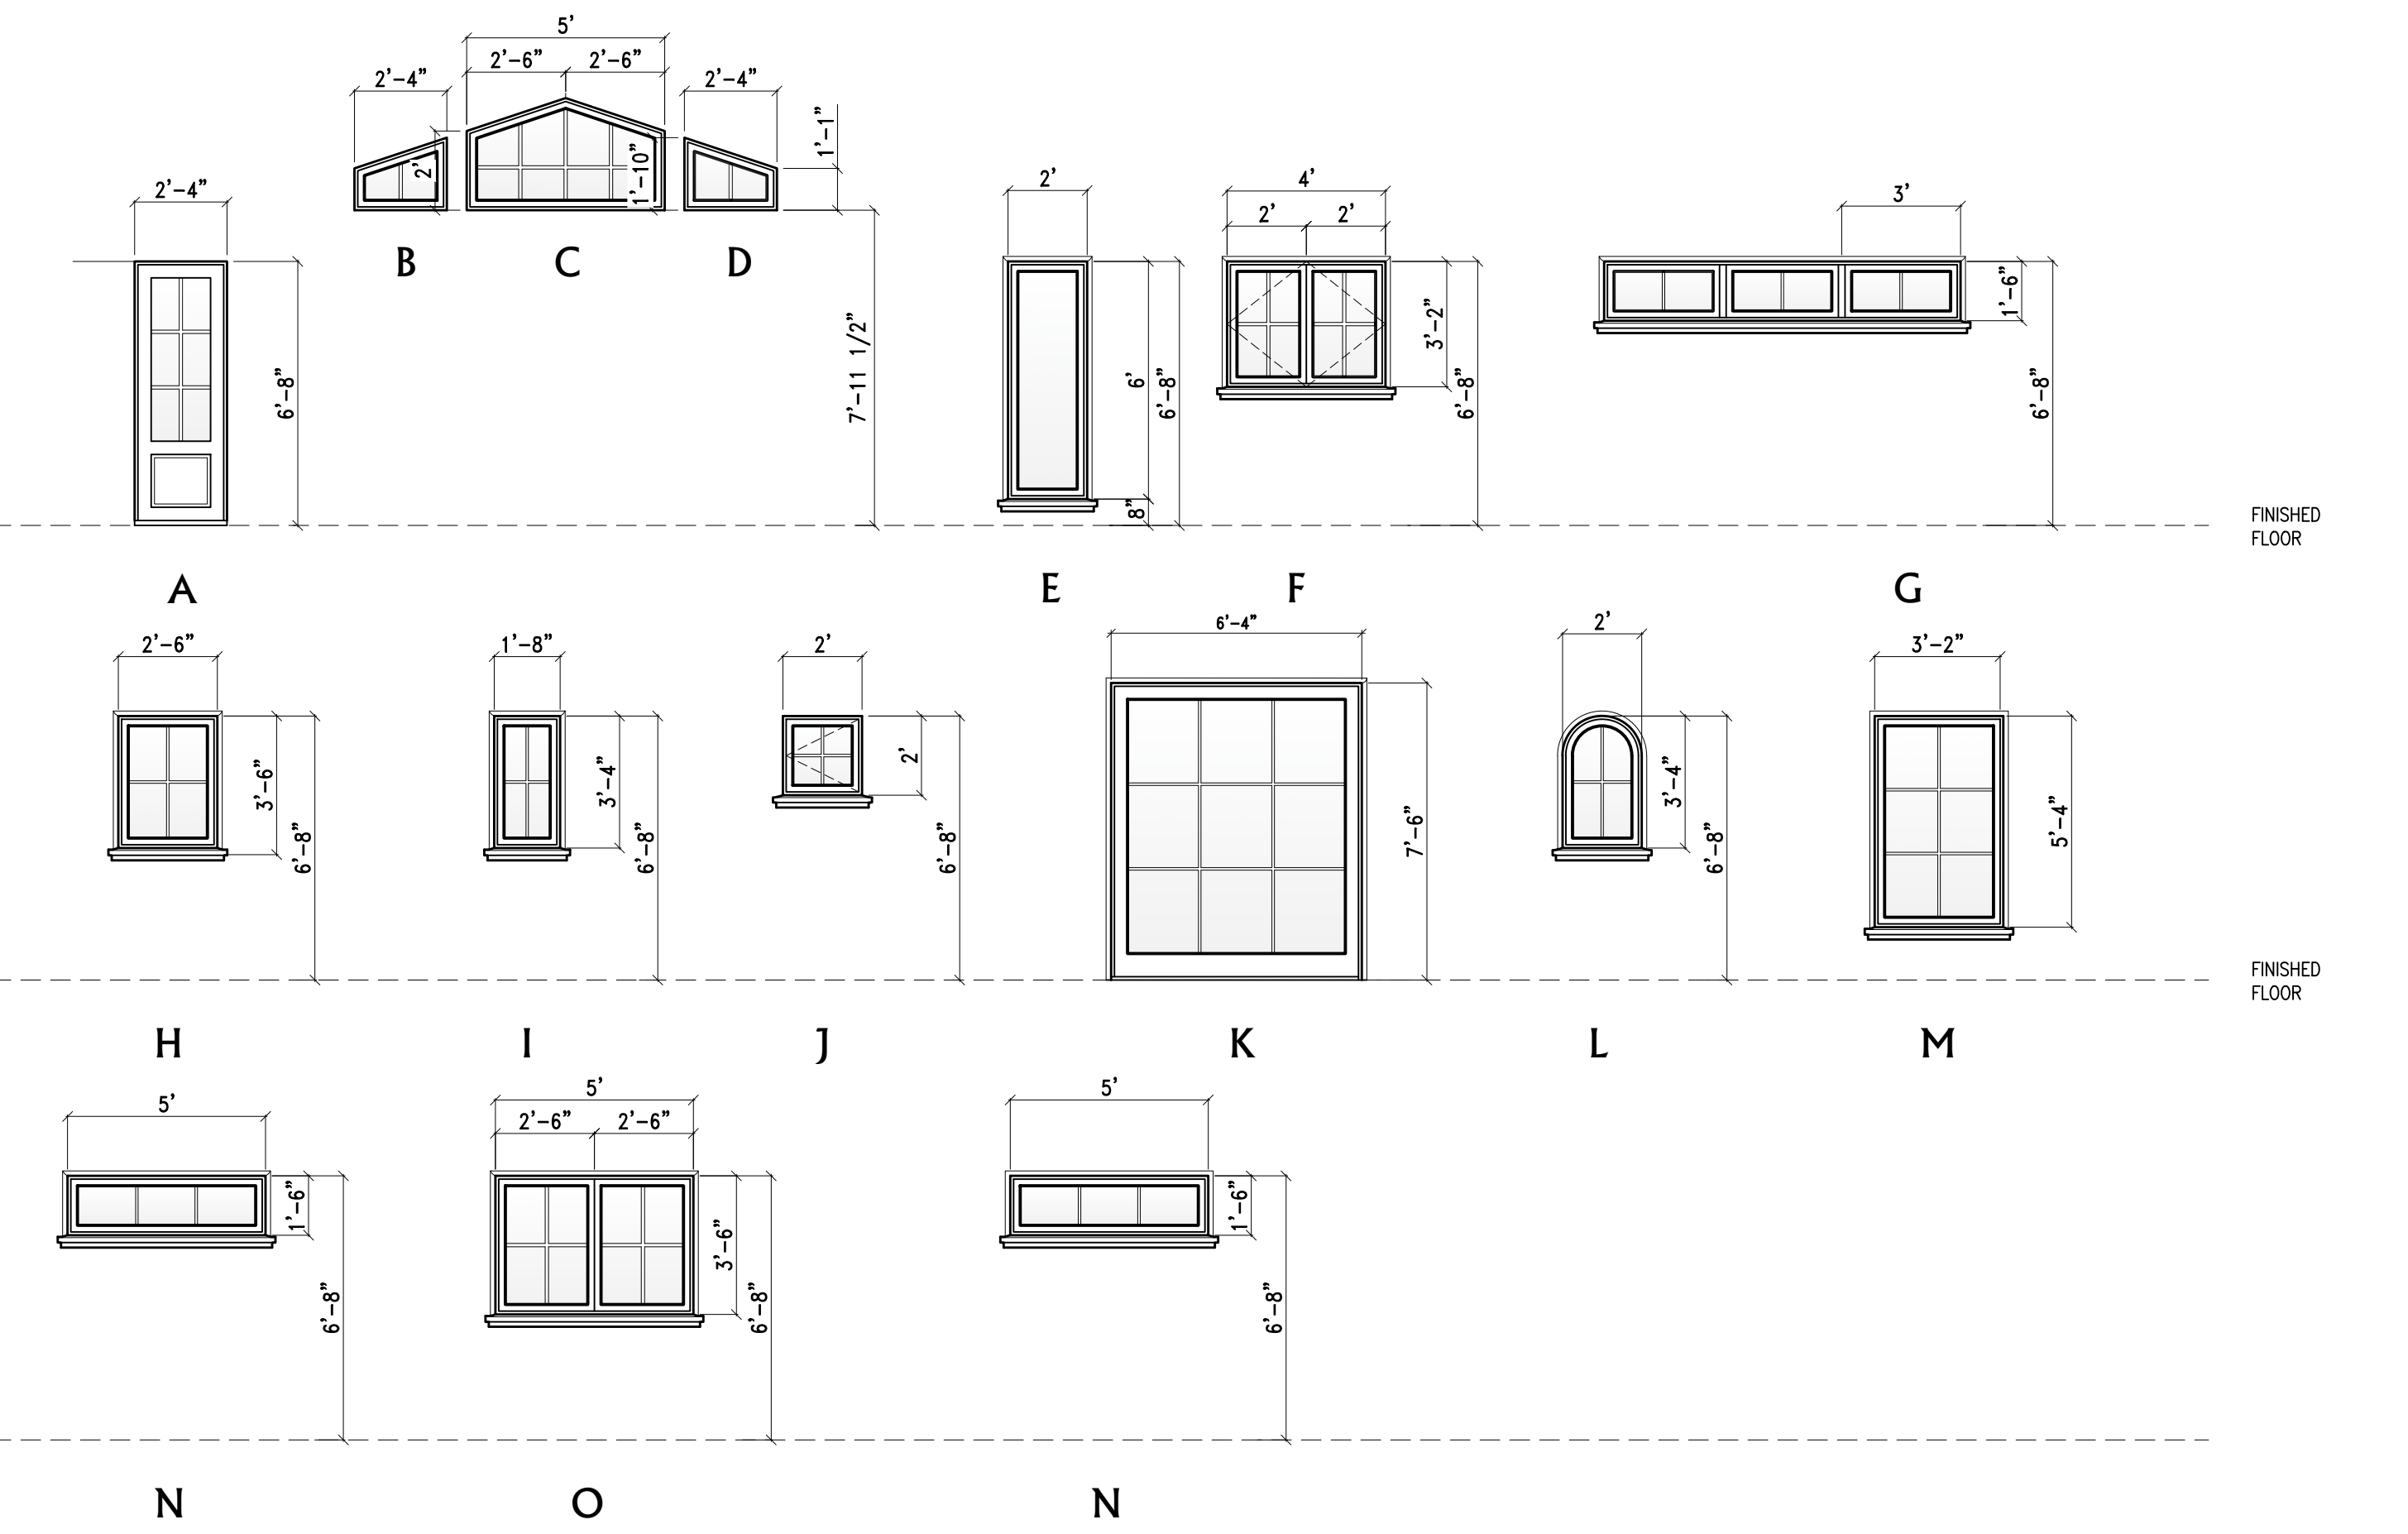 5'
2'-6" 2'-6"
2'-4" 2'-4"
1'-1"
2' 1'-10"
2'-4" 2' 4' 3'
2' 2'
B C D
1'-6"
3'-2"
7'-11 1/2"
6'-8" 6' 6'-8" 6'-8" 6'-8"
8"
FINISHED
FLOOR
A E F G
6'-4" 2'
2'-6" 1'-8" 2' 3'-2"
2'
3'-6" 3'-4" 3'-4"
7'-6" 5'-4"
6'-8" 6'-8" 6'-8" 6'-8"
FINISHED
FLOOR
H I J K L M
5' 5' 5'
2'-6" 2'-6"
1'-6" 1'-6"
3'-6"
6'-8" 6'-8" 6'-8"
N O N